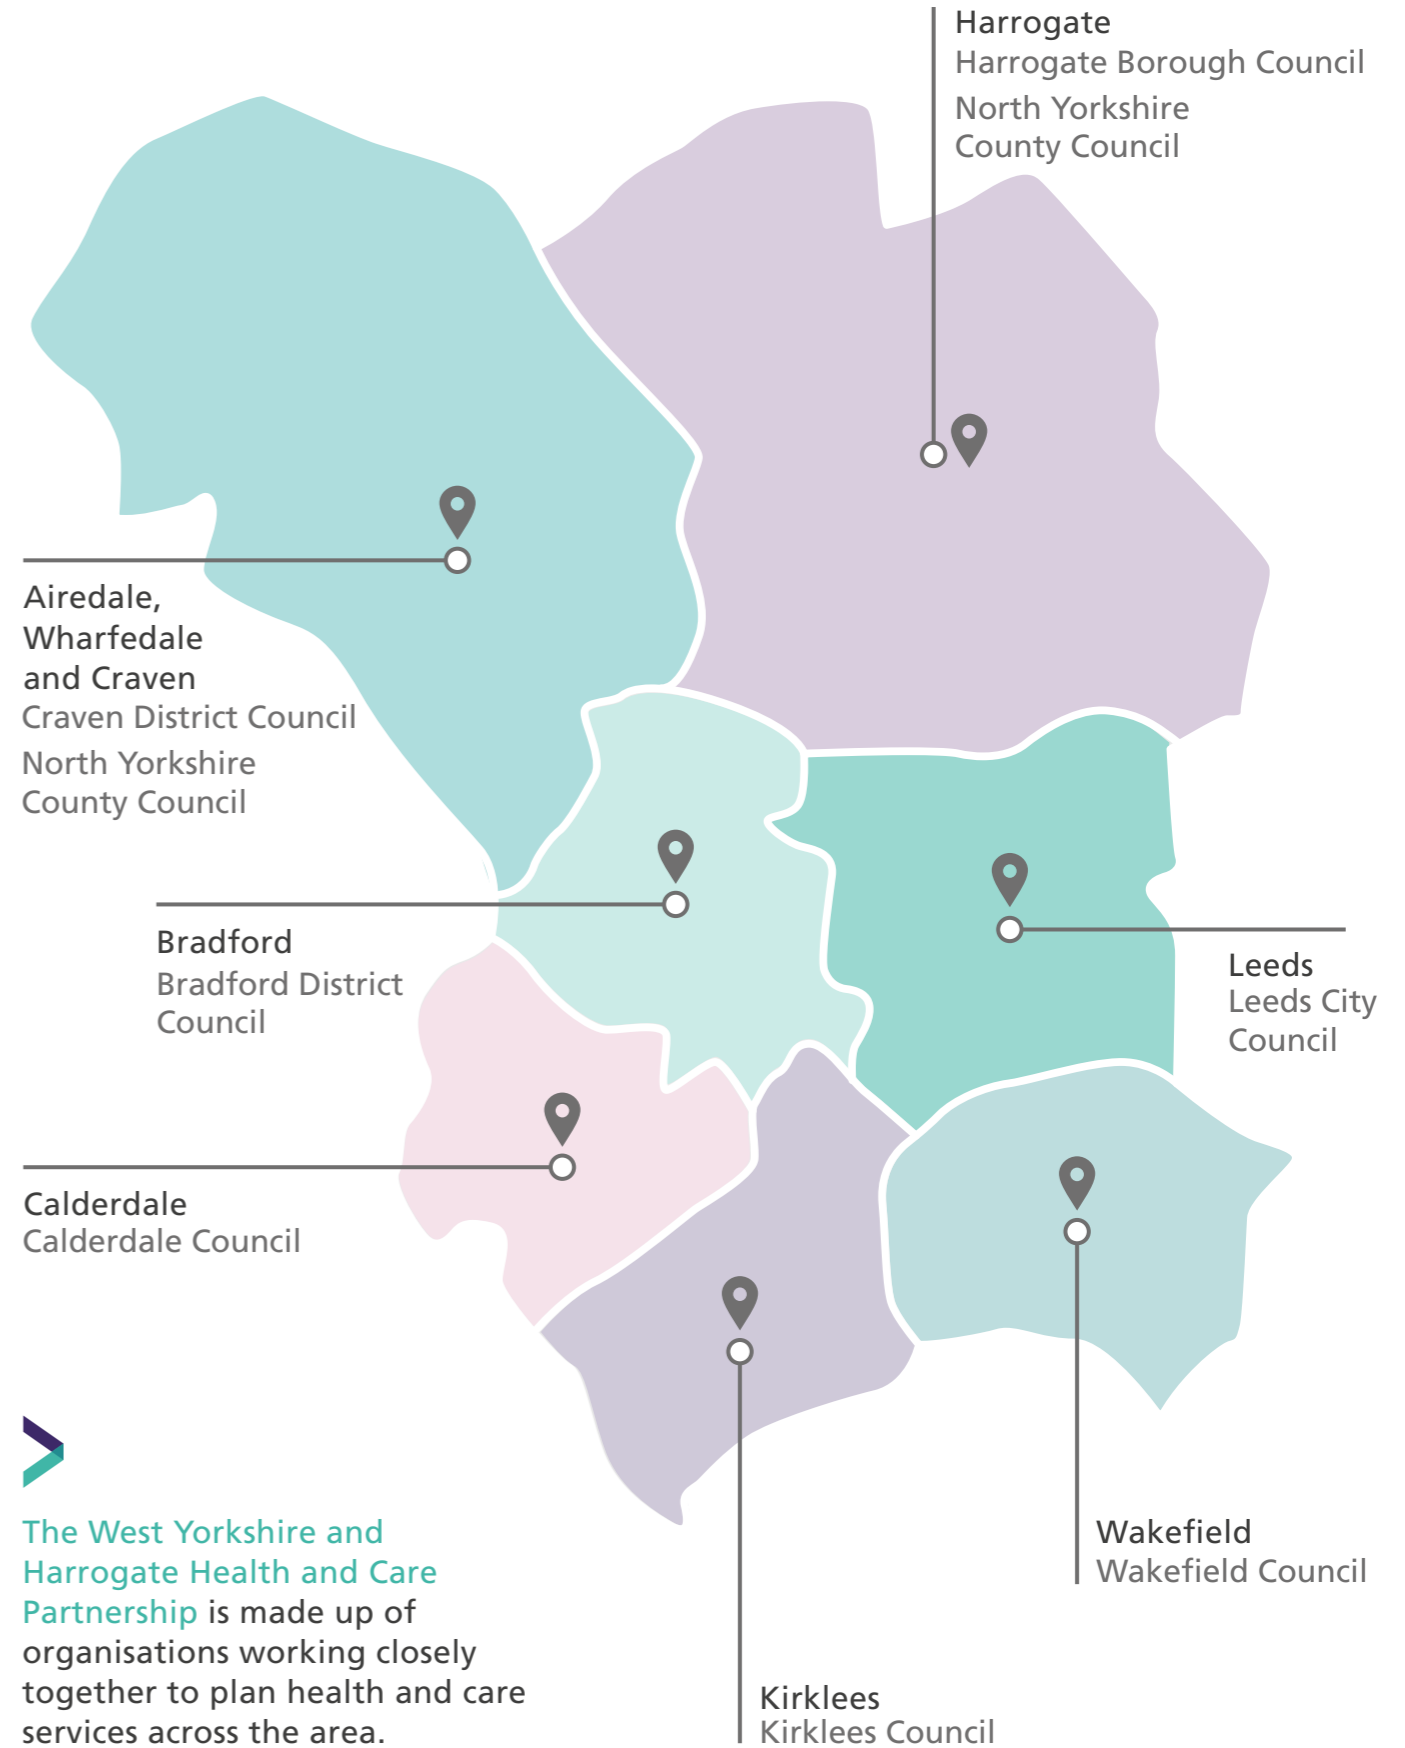 Harrogate
Harrogate Borough Council
North Yorkshire
County Council
Airedale,
Wharfedale
and Craven
Craven District Council
North Yorkshire
County Council
Bradford
Bradford District
Council
Leeds
Leeds City
Council
Calderdale
Calderdale Council
Wakefield
Wakefield Council
Kirklees
Kirklees Council
The West Yorkshire and
Harrogate Health and Care
Partnership is made up of
organisations working closely
together to plan health and care
services across the area.